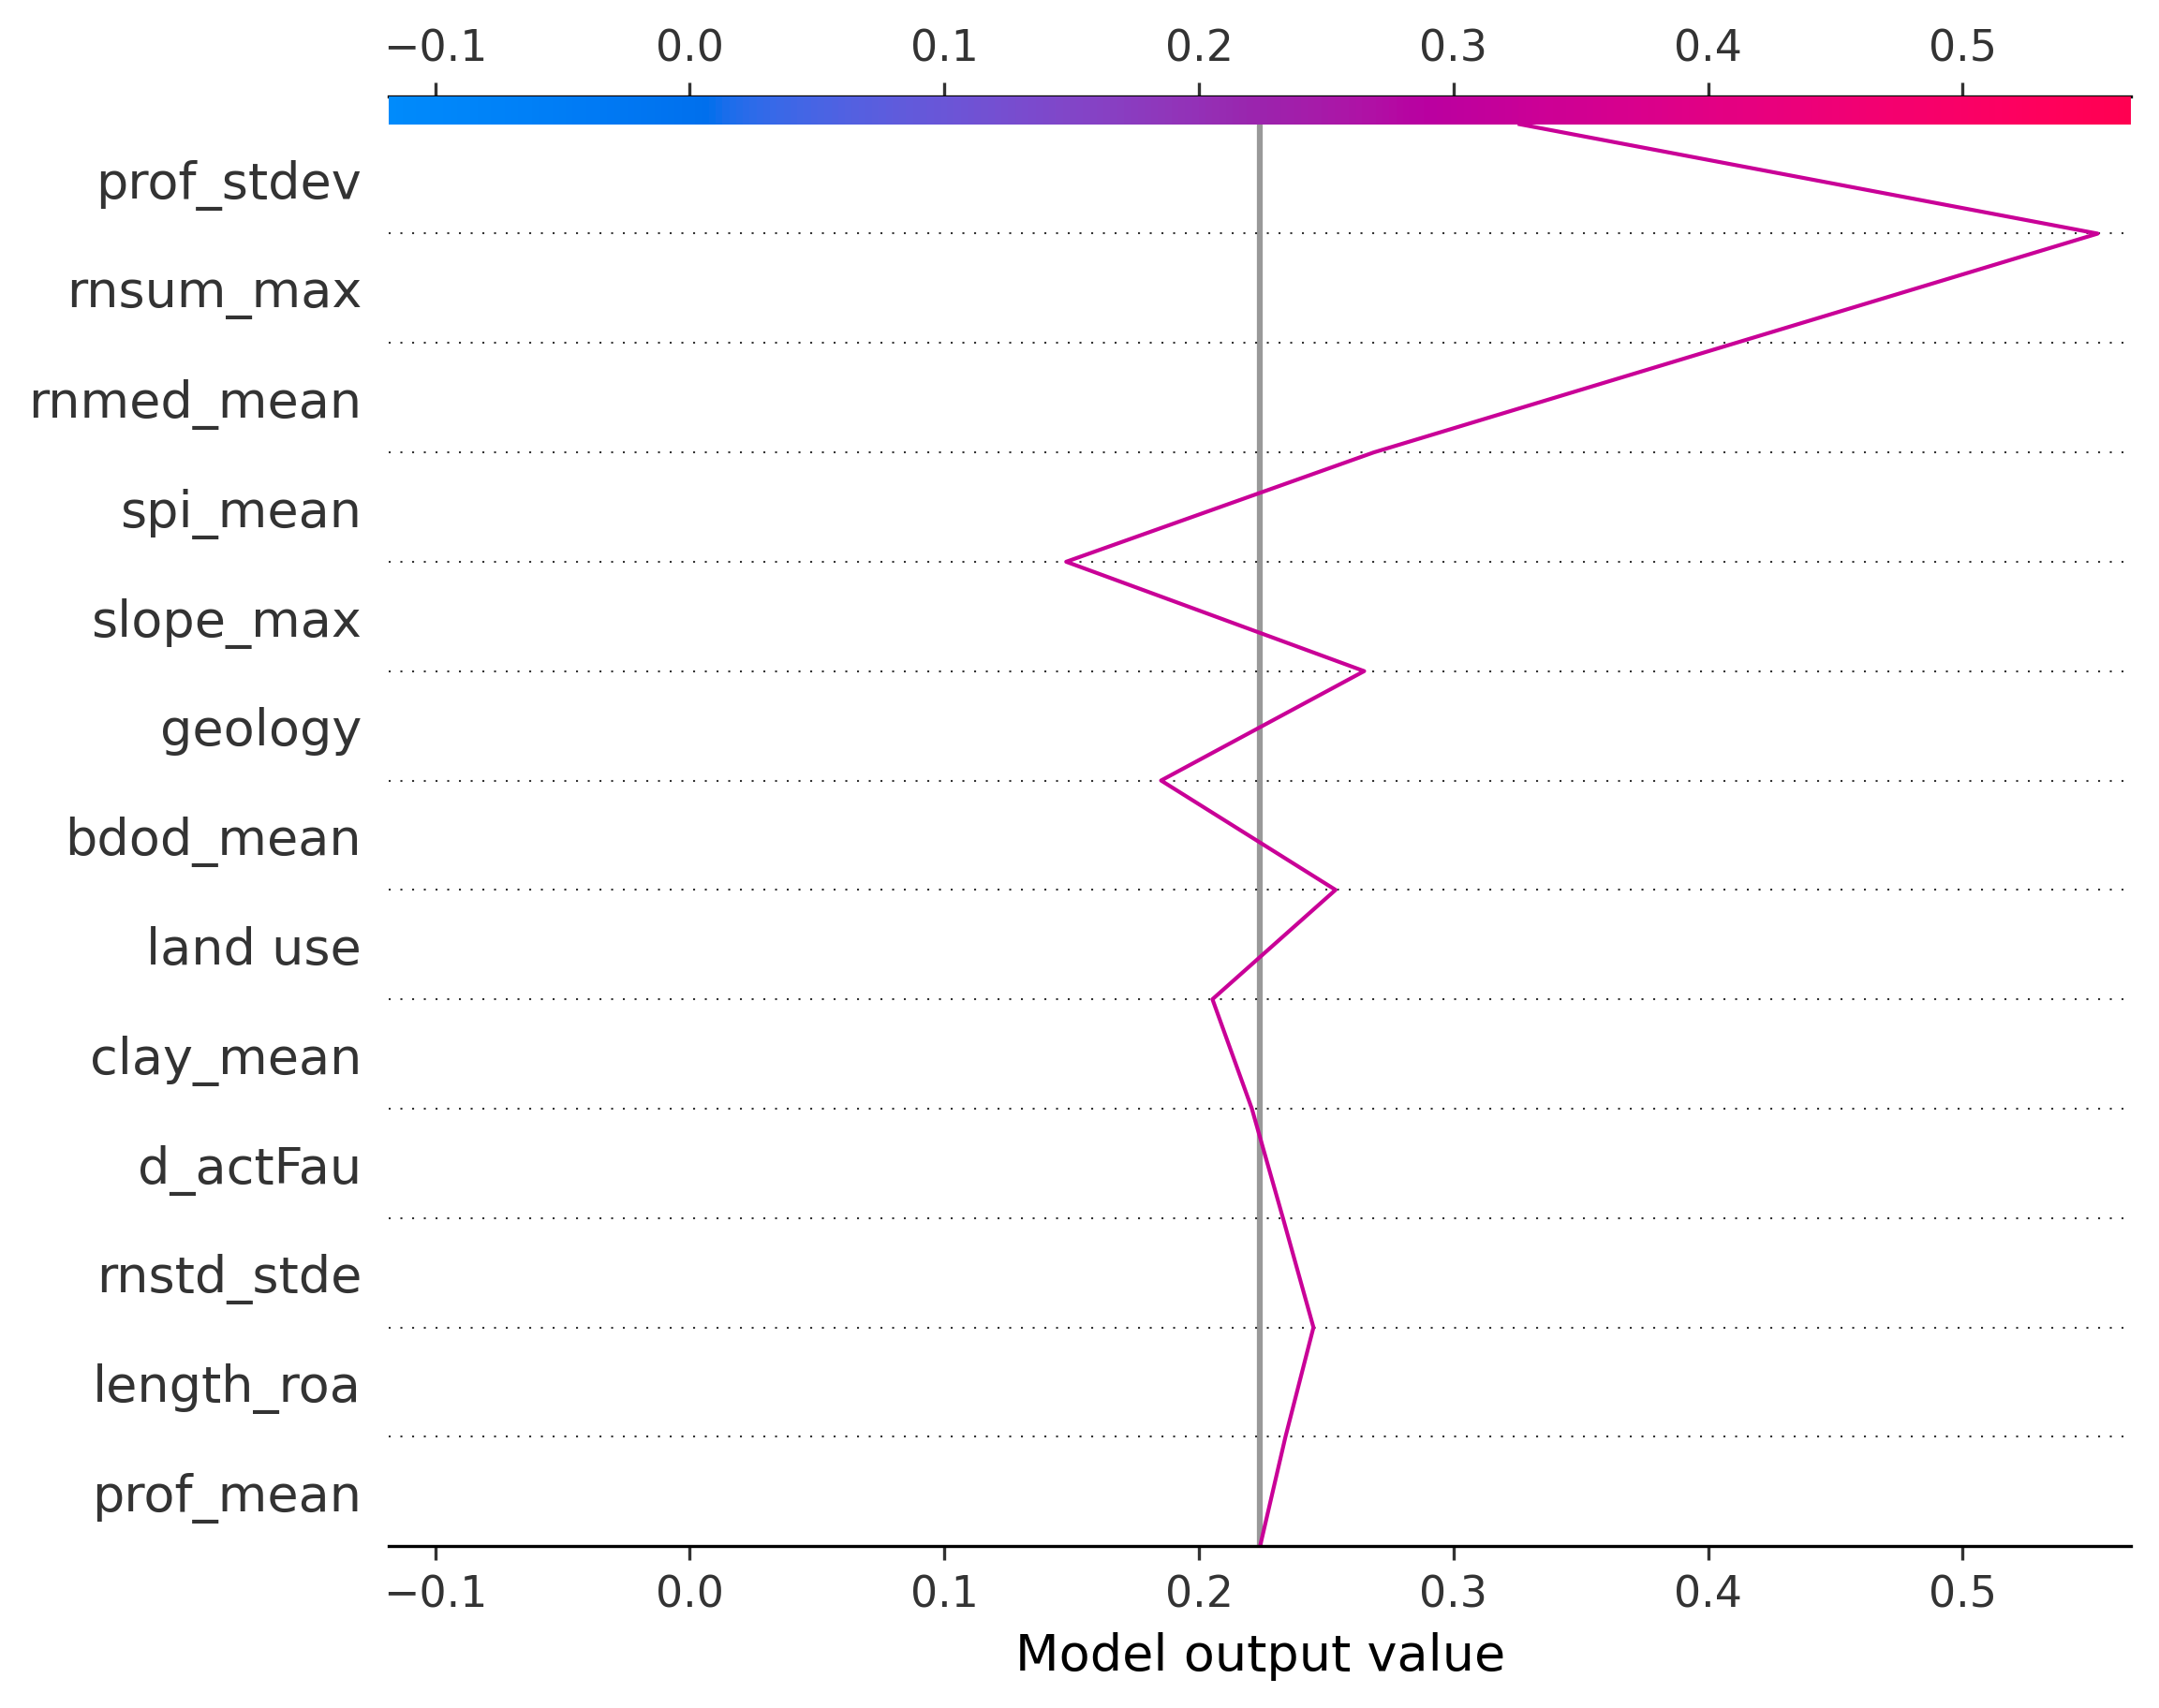 −0.1 0.0 0.1 0.2 0.3 0.4 0.5
prof_stdev
rnsum_max
rnmed_mean
spi_mean
slope_max
geology
bdod_mean
land use
clay_mean
d_actFau
rnstd_stde
length_roa
prof_mean
−0.1 0.0 0.1 0.2 0.3 0.4 0.5
Model output value